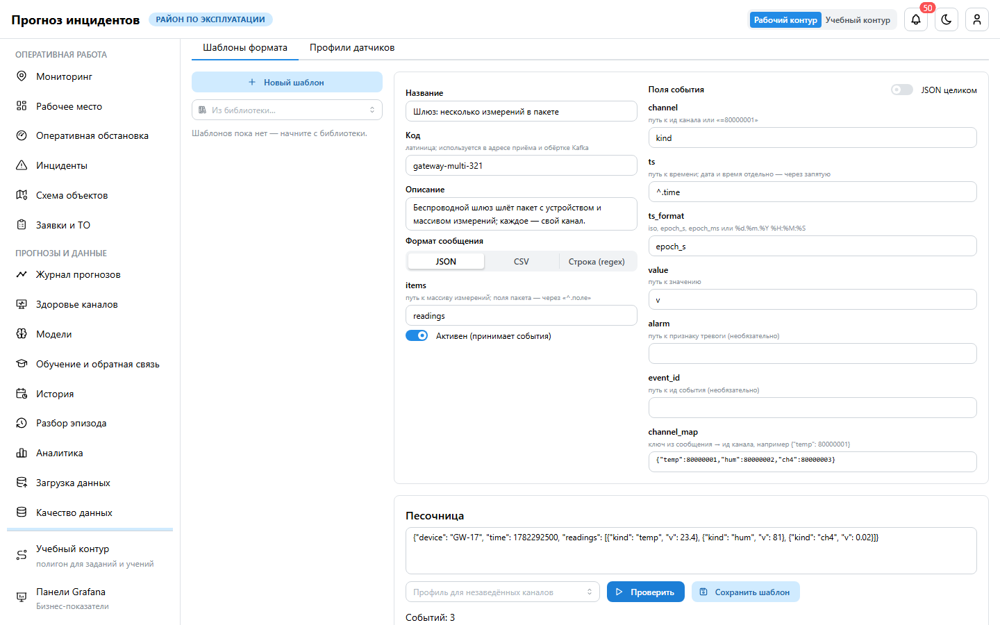 Прогноз инцидентов
РАЙОН ПО ЭКСПЛУАТАЦИИ
Рабочий контур
Учебный контур
50
ОПЕРАТИВНАЯ РАБОТА
Мониторинг
Рабочее место
Оперативная обстановка
Инциденты
Схема объектов
Заявки и ТО
ПРОГНОЗЫ И ДАННЫЕ
Журнал прогнозов
Здоровье каналов
Модели
Обучение и обратная связь
История
Разбор эпизода
Аналитика
Загрузка данных
Качество данных
Учебный контур
полигон для заданий и учений
Панели Grafana
Бизнес-показатели
Шаблоны формата
Профили датчиков
Новый шаблон
Из библиотеки...
Шаблонов пока нет — начните с библиотеки.
Название
Шлюз: несколько измерений в пакете
Код
латиница; используется в адресе приёма и обёртке Kafka
gateway-multi-321
Описание
Беспроводной шлюз шлёт пакет с устройством и
массивом измерений; каждое — свой канал.
Формат сообщения
JSON
CSV
Строка (regex)
items
путь к массиву измерений; поля пакета — через «^.поле»
readings
Активен (принимает события)
Поля события
JSON целиком
channel
путь к ид канала или «=80000001»
kind
ts
путь к времени; дата и время отдельно — через запятую
^.time
ts_format
iso, epoch_s, epoch_ms или %d.%m.%Y %H:%M:%S
epoch_s
value
путь к значению
v
alarm
путь к признаку тревоги (необязательно)
event_id
путь к ид события (необязательно)
channel_map
ключ из сообщения → ид канала, например {"temp": 80000001}
{"temp":80000001,"hum":80000002,"ch4":80000003}
Песочница
{"device": "GW-17", "time": 1782292500, "readings": [{"kind": "temp", "v": 23.4}, {"kind": "hum", "v": 81}, {"kind": "ch4", "v": 0.02}]}
Профиль для незаведённых каналов
Проверить
Сохранить шаблон
Событий: 3